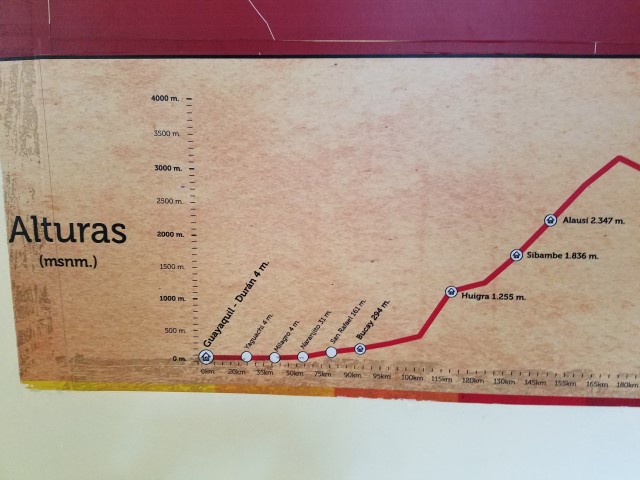 Alturas
(msnm.)
4000 m.
3500 m.
3000 m.
2500 m.
2000 m.
1500 m.
1000 m.
500 m.
0 m.
Guayaquil - Durán 4 m.
Yaguachi 4 m.
Milagro 4 m.
Naranjito 31 m.
San Rafael 161 m.
Bucay 294 m.
Huigra 1.255 m.
Sibambe 1.836 m.
Alausí 2.347 m.
0km 20km 35km 50km 75km 90km 95km 100km 115km 120km 130km 145km 155km 165km 180km